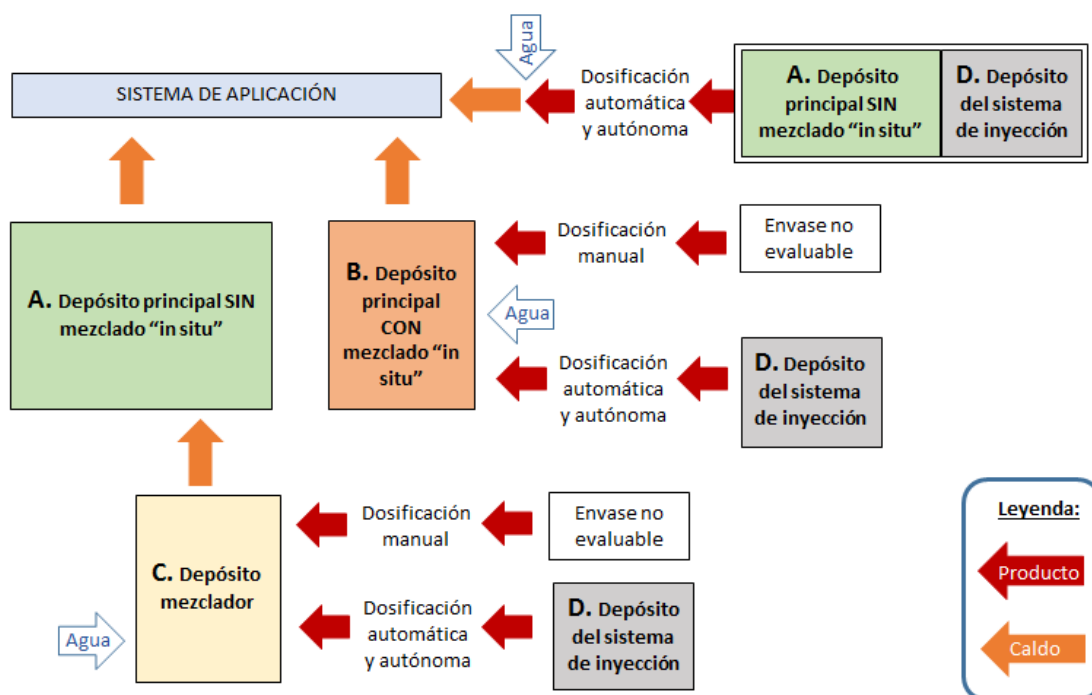 Agua
SISTEMA DE APLICACIÓN
Dosificación
automática
y autónoma
A. Depósito
principal SIN
mezclado “in situ”
D. Depósito
del sistema
de inyección
A. Depósito principal SIN
mezclado “in situ”
B. Depósito
principal
CON
mezclado “in
situ”
Dosificación
manual
Envase no
evaluable
Agua
Dosificación
automática
y autónoma
D. Depósito
del sistema
de inyección
C. Depósito
mezclador
Agua
Dosificación
manual
Envase no
evaluable
Dosificación
automática
y autónoma
D. Depósito
del sistema
de inyección
Leyenda:
Producto
Caldo